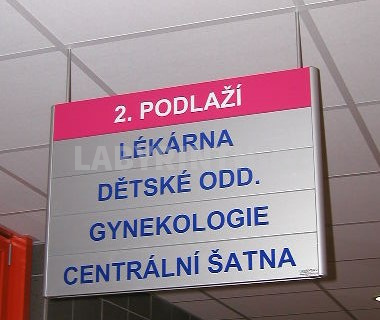 2. PODLAŽÍ
LÉKÁRNA
DĚTSKÉ ODD.
GYNEKOLOGIE
CENTRÁLNÍ ŠATNA